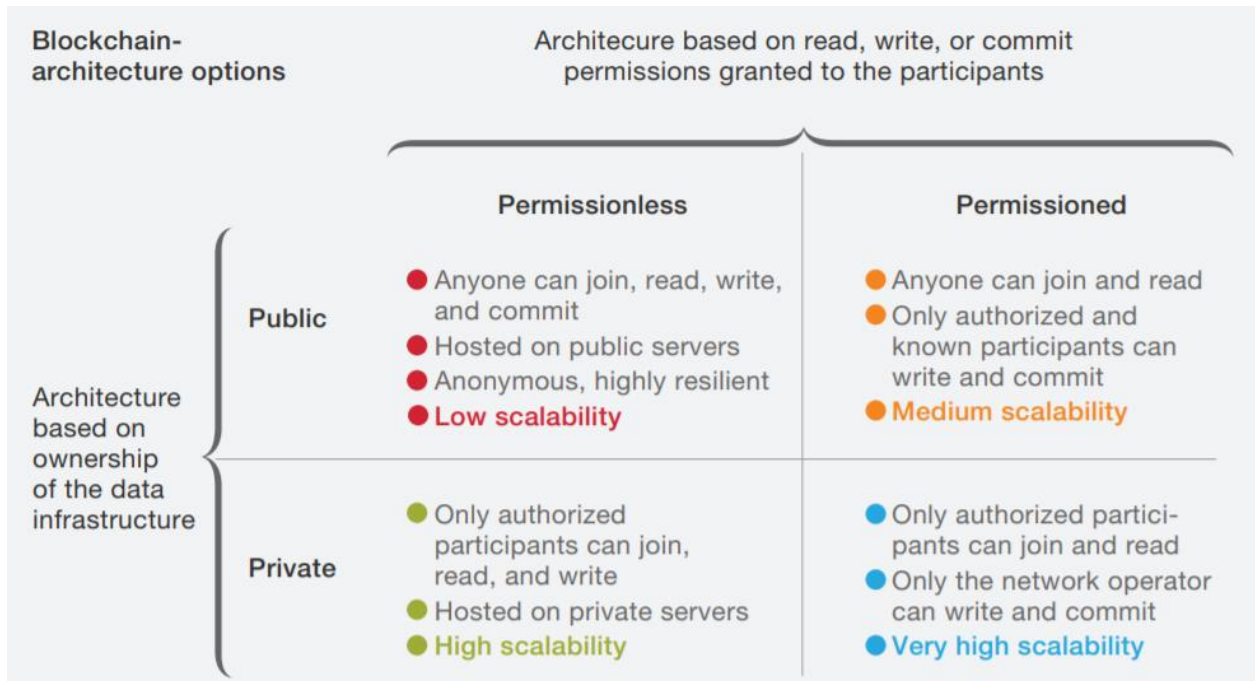 Blockchain-
architecture options
Architecure based on read, write, or commit
permissions granted to the participants
Permissionless
Permissioned
Architecture
based on
ownership
of the data
infrastructure
Public
Anyone can join, read, write,
and commit
Hosted on public servers
Anonymous, highly resilient
Low scalability
Anyone can join and read
Only authorized and
known participants can
write and commit
Medium scalability
Private
Only authorized
participants can join,
read, and write
Hosted on private servers
High scalability
Only authorized partici-
pants can join and read
Only the network operator
can write and commit
Very high scalability